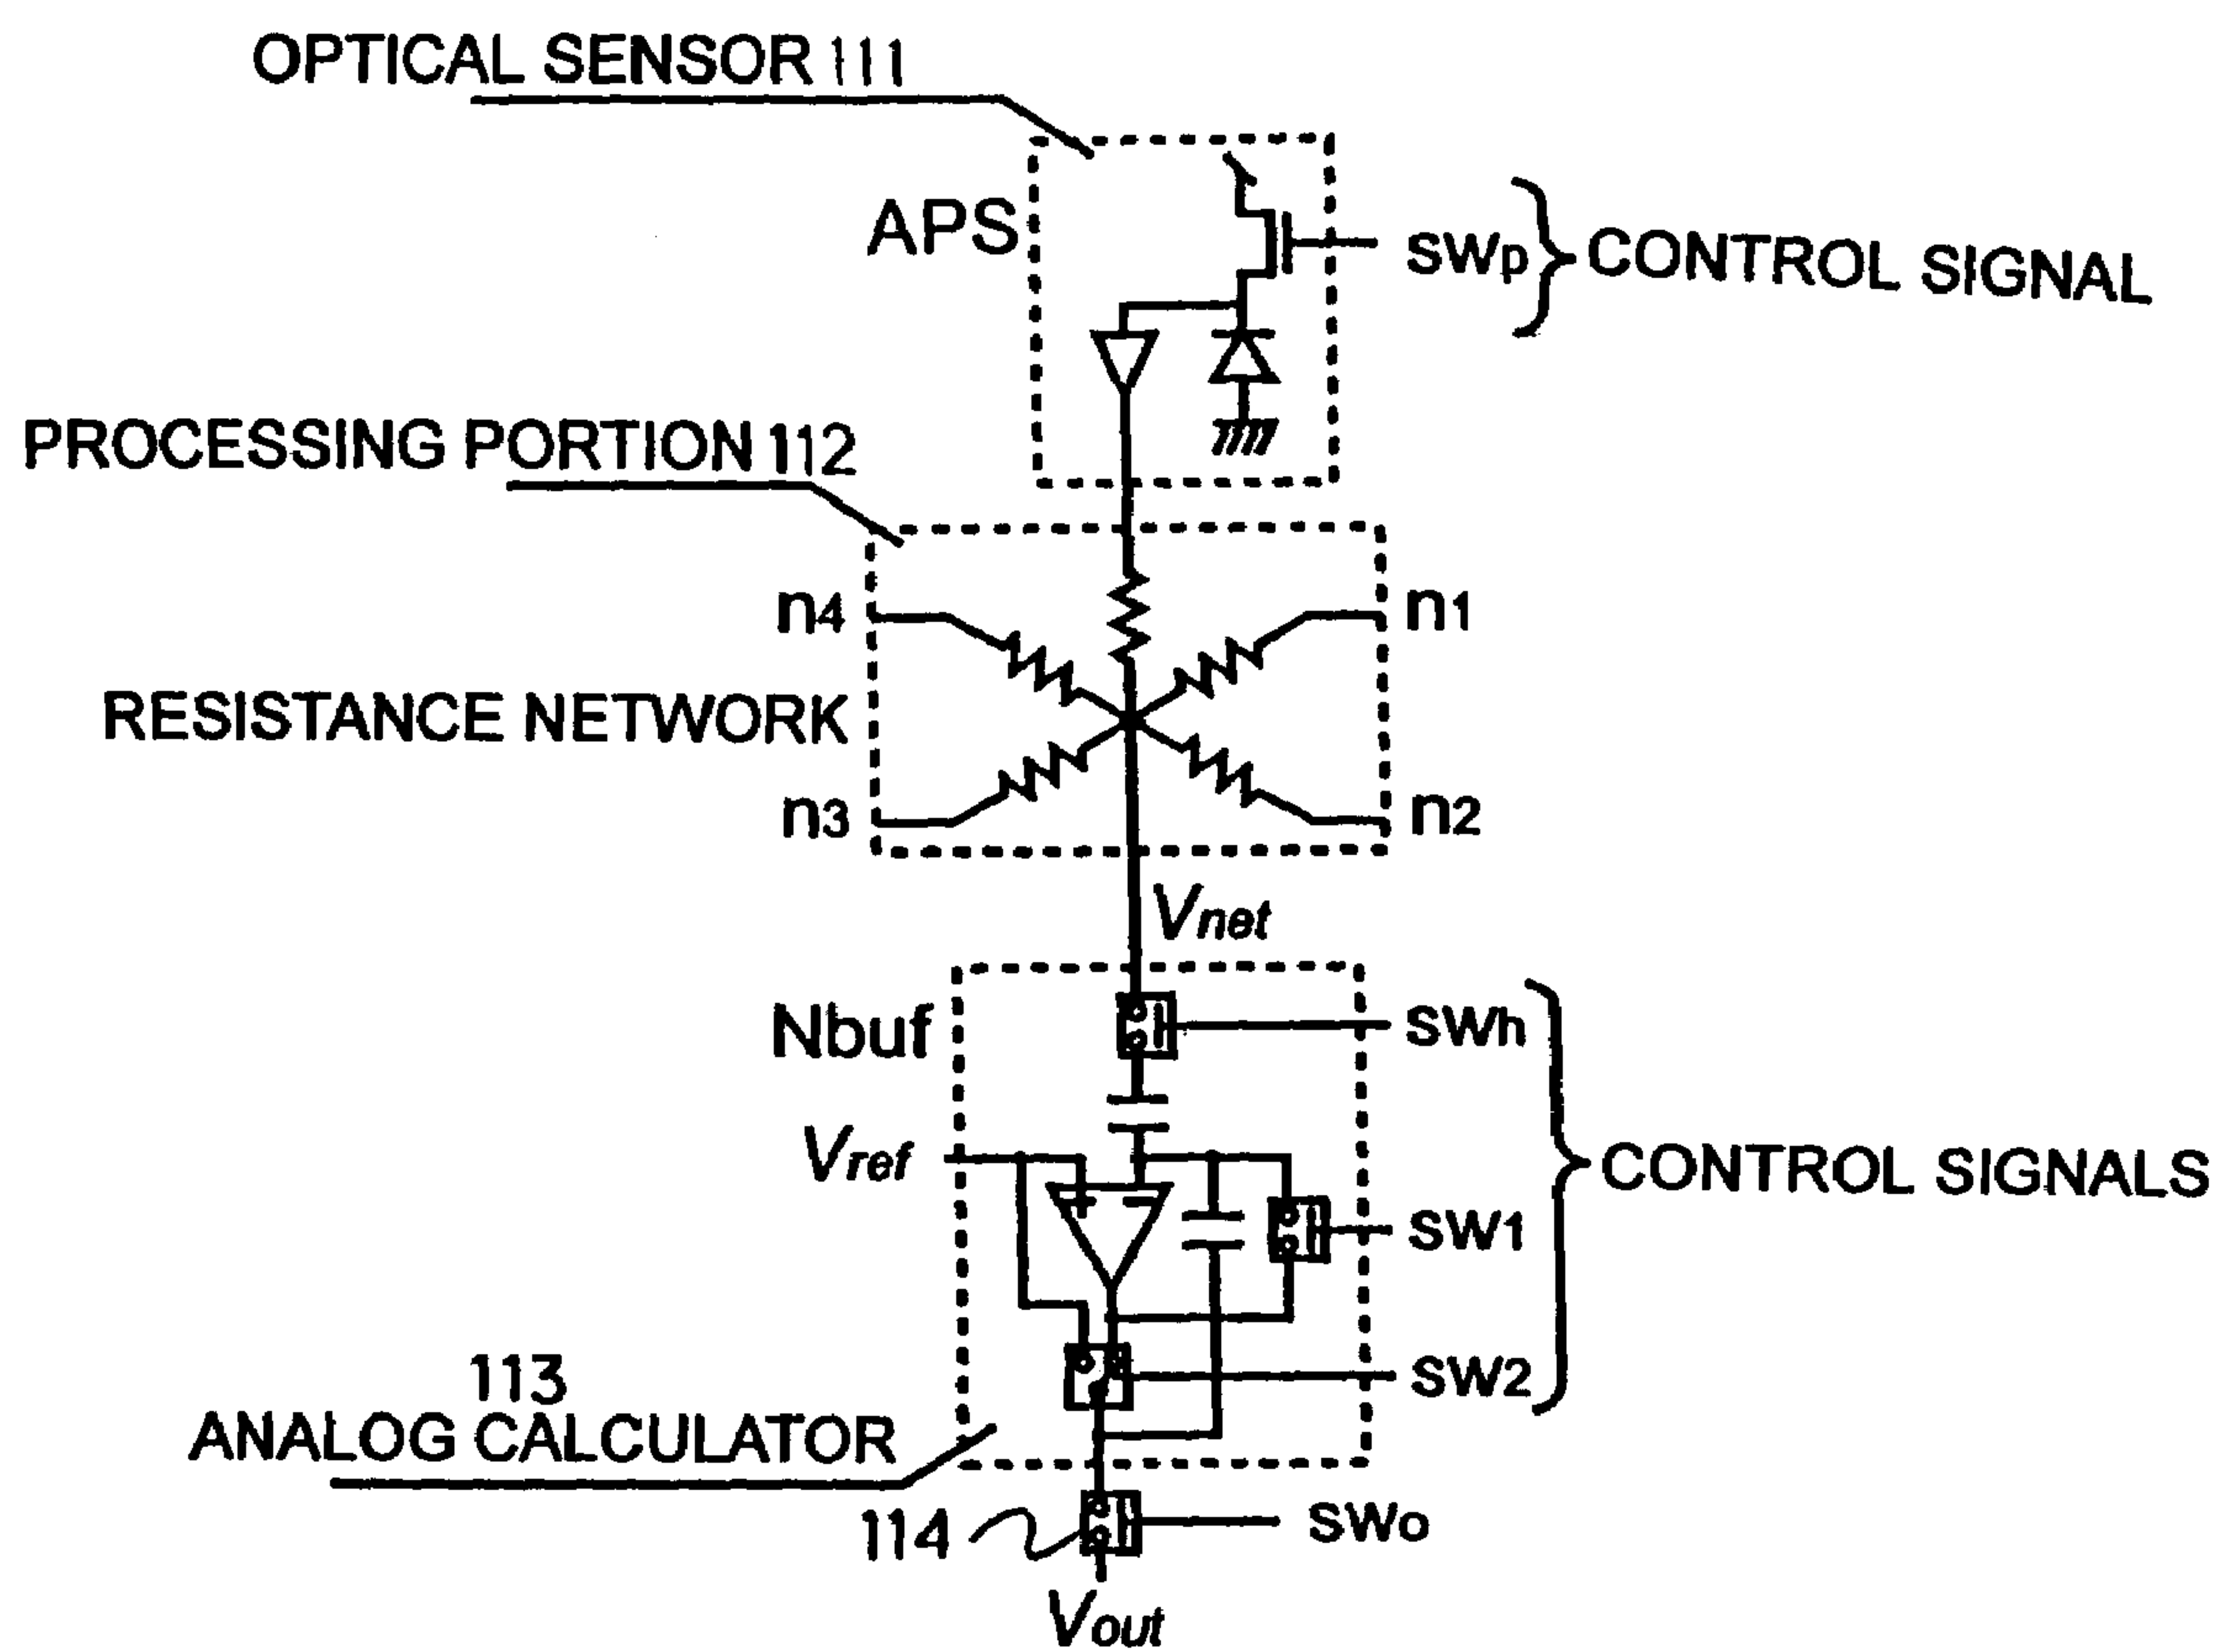 OPTICAL SENSOR 111
APS
SWp
CONTROL SIGNAL
PROCESSING PORTION 112
n4
n1
RESISTANCE NETWORK
n3
n2
Vnet
Nbuf
SWh
Vref
CONTROL SIGNALS
SW1
113
SW2
ANALOG CALCULATOR
114
SWo
Vout